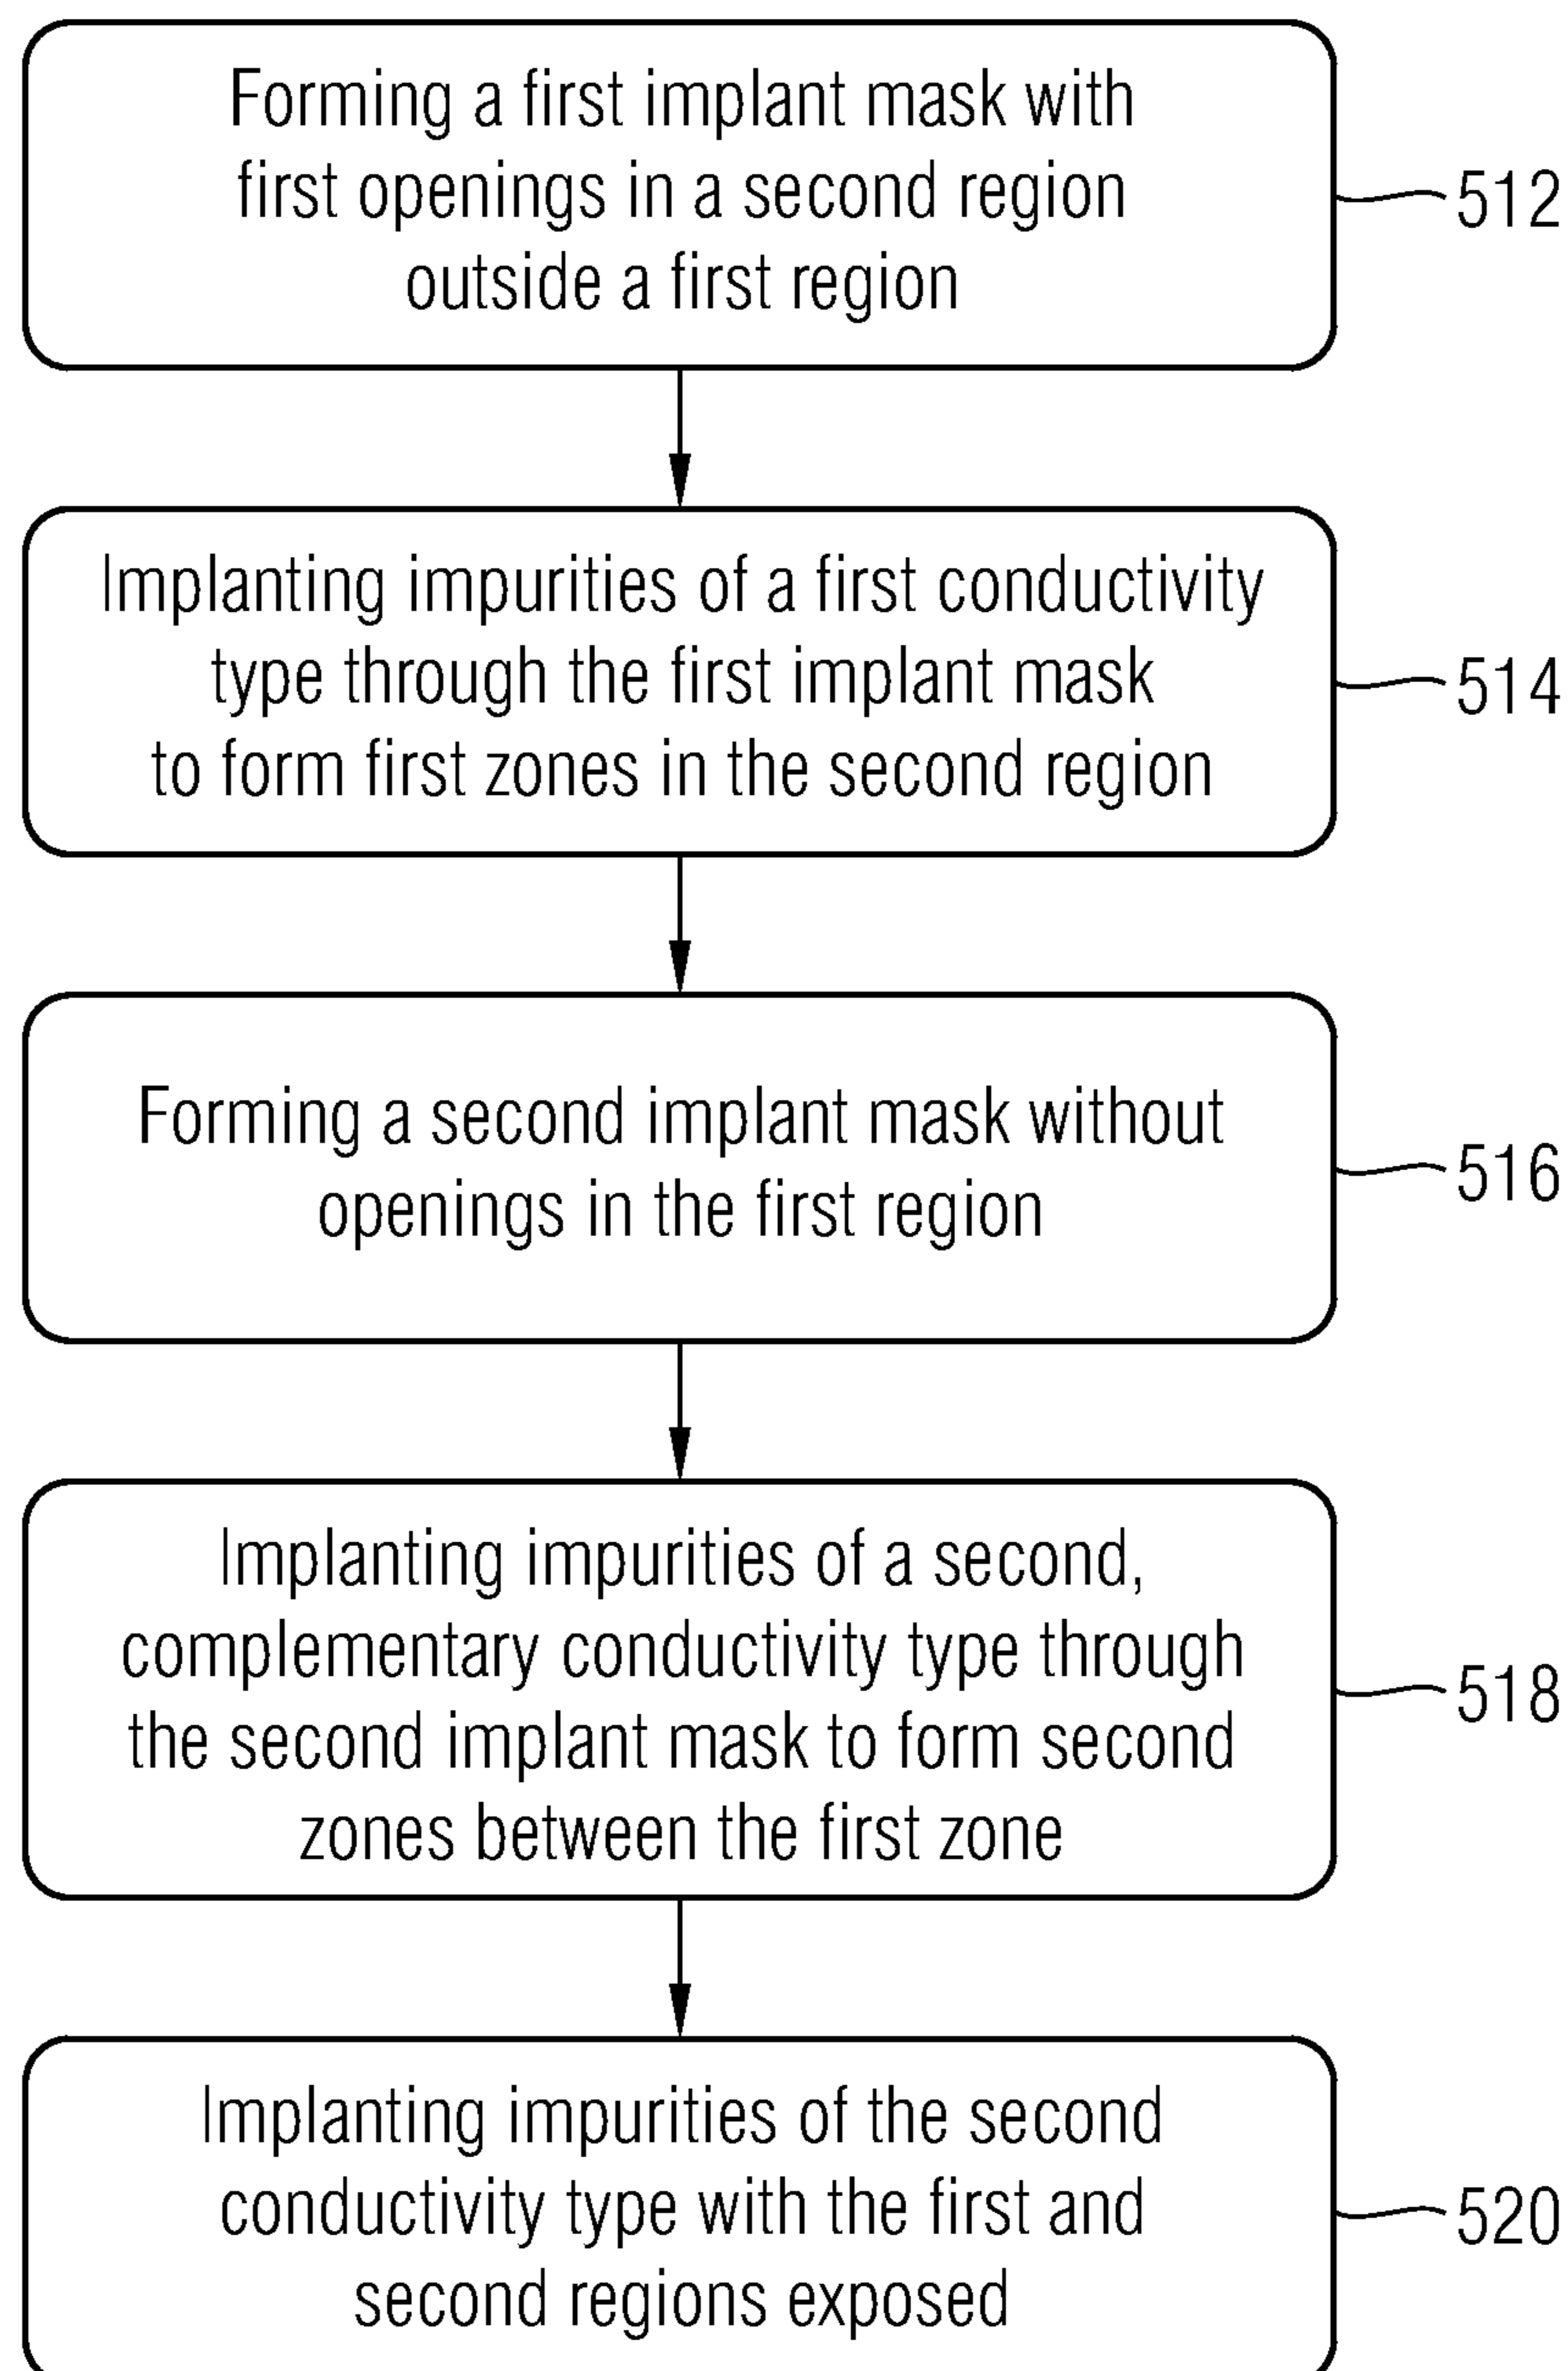 Forming a first implant mask with
first openings in a second region
outside a first region
512
Implanting impurities of a first conductivity
type through the first implant mask
to form first zones in the second region
514
Forming a second implant mask without
openings in the first region
516
Implanting impurities of a second,
complementary conductivity type through
the second implant mask to form second
zones between the first zone
518
Implanting impurities of the second
conductivity type with the first and
second regions exposed
520